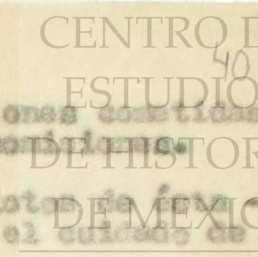 CENTRO D
40
ESTUDIO
ones cometidas
DE HISTOR
DE MEXIC
el cuidado de